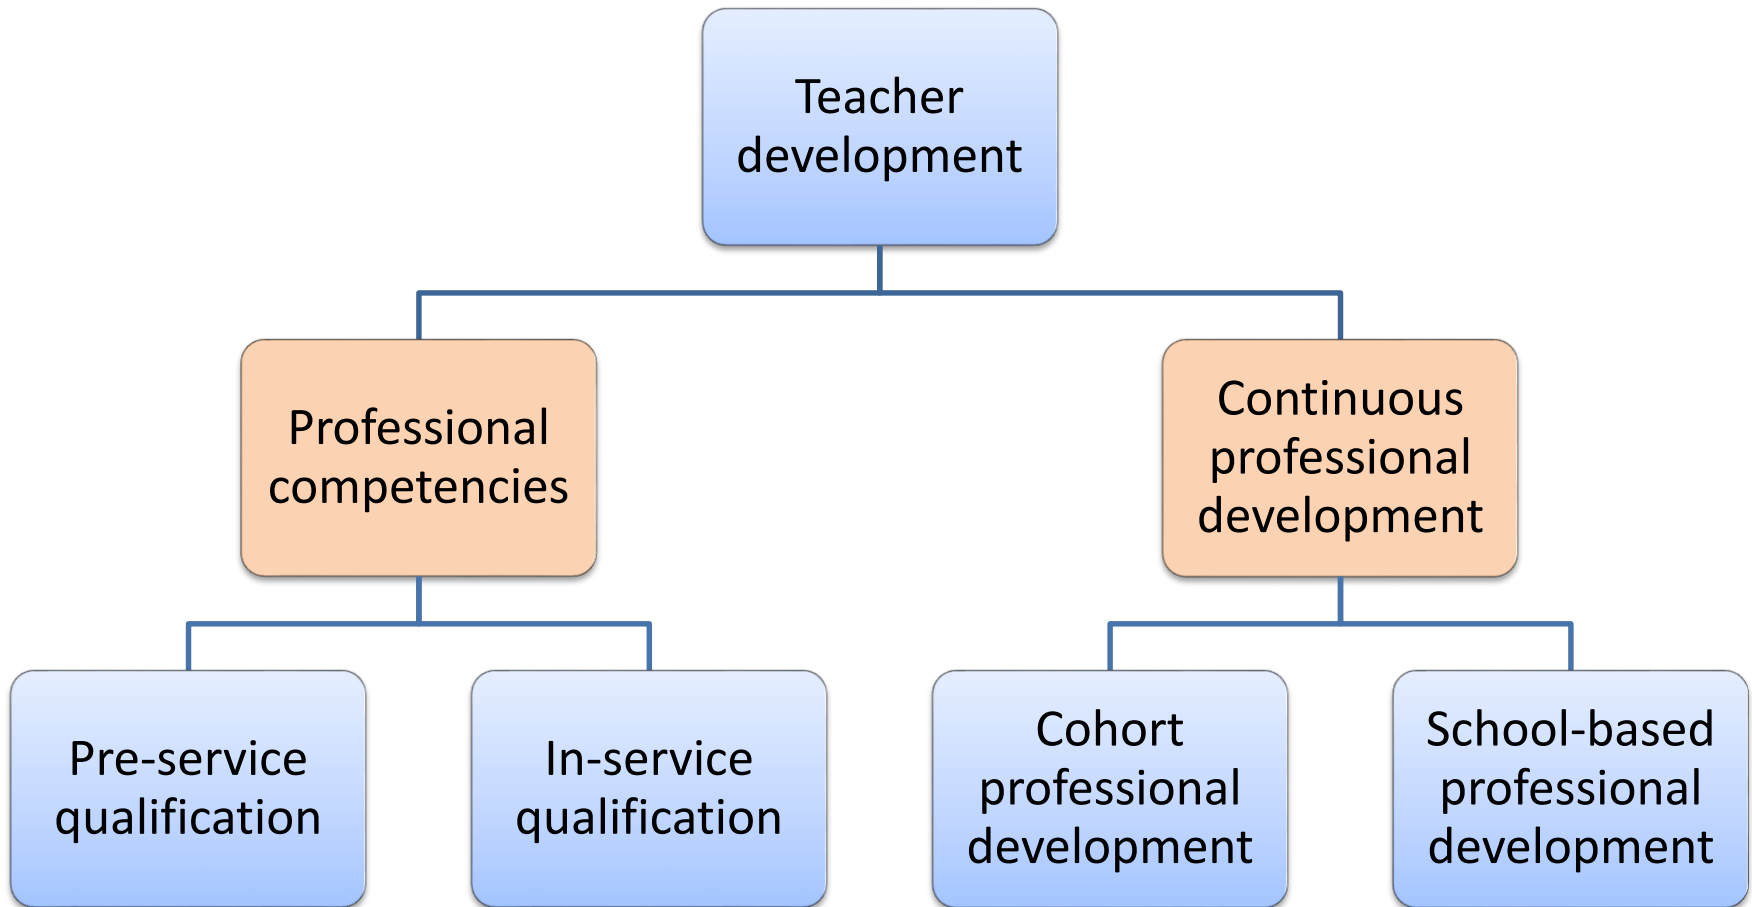 Teacher
development
Professional
competencies
Continuous
professional
development
Pre-service
qualification
In-service
qualification
Cohort
professional
development
School-based
professional
development